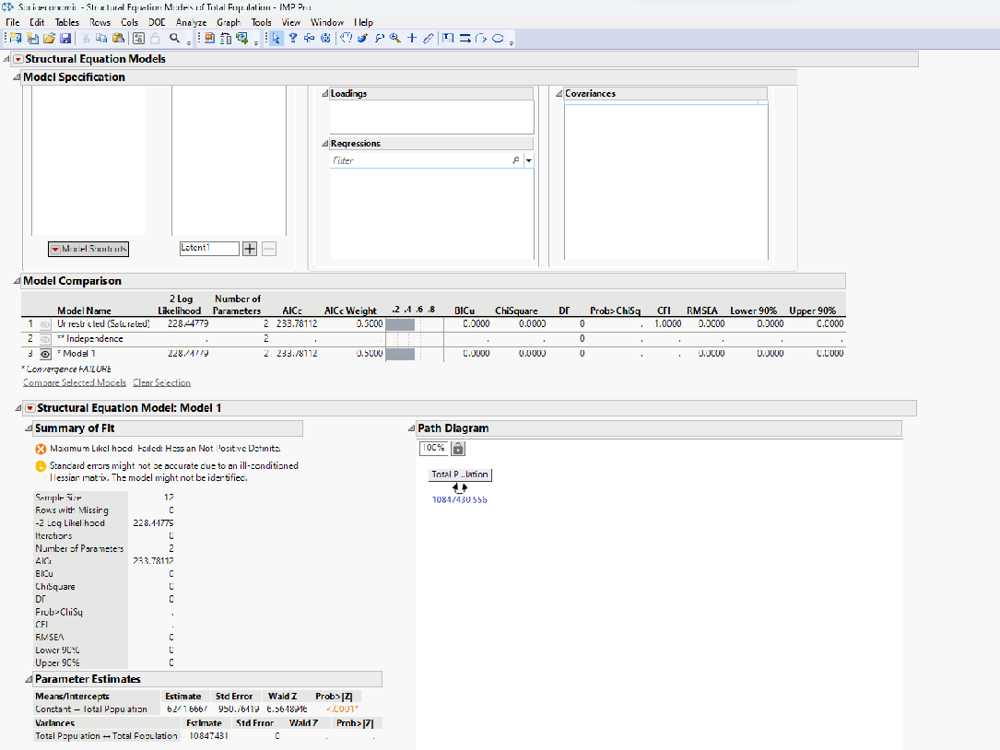 Socioeconomic - Structural Equation Models of Total Population - JMP Pro
File Edit Tables Rows Cols DOE Analyze Graph Tools View Window Help
Structural Equation Models
Model Specification
Loadings
Covariances
Regressions
Filter
Model Shortcuts
Latent1
Model Comparison
Model Name 2 Log Likelihood Number of Parameters AICc AICc Weight .2 .4 .6 .8 BICu ChiSquare DF Prob>ChiSq CFI RMSEA Lower 90% Upper 90%
1 Unrestricted (Saturated) 228.44779 2 233.78112 0.5000 0.0000 0.0000 0 . 1.0000 0.0000 0.0000 0.0000
2 ** Independence . 2 . . . . 0 . . . . .
3 * Model 1 228.44779 2 233.78112 0.5000 0.0000 0.0000 0 . . 0.0000 0.0000 0.0000
* Convergence FAILURE
Compare Selected Models Clear Selection
Structural Equation Model: Model 1
Summary of Fit
Maximum Likelihood. Failed: Hessian Not Positive Definite.
Standard errors might not be accurate due to an ill-conditioned
Hessian matrix. The model might not be identified.
Sample Size 12
Rows with Missing 0
-2 Log Likelihood 228.44779
Iterations 0
Number of Parameters 2
AICc 233.78112
BICu 0
ChiSquare 0
DF 0
Prob>ChiSq .
CFI .
RMSEA 0
Lower 90% 0
Upper 90% 0
Parameter Estimates
Means/Intercepts Estimate Std Error Wald Z Prob>|Z|
Constant → Total Population 6241.6667 950.76419 6.5648946 <.0001*
Variances Estimate Std Error Wald Z Prob>|Z|
Total Population ↔ Total Population 10847431 0 . .
Path Diagram
100%
Total P...lation
10847430.556